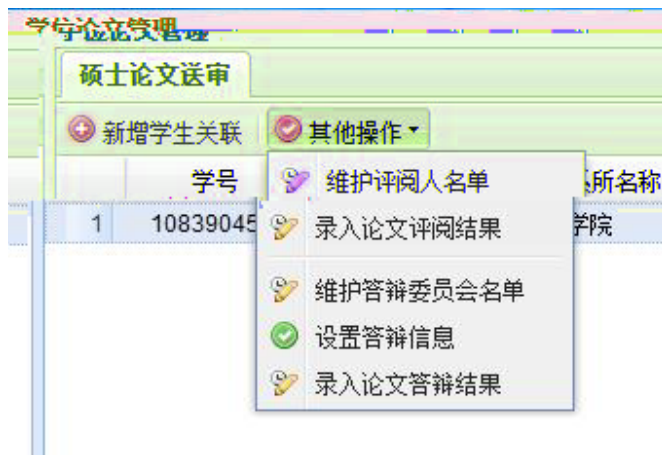 学位论文管理
硕士论文送审
新增学生关联 其他操作
学号 维护评阅人名单 所名称
1 10839045 录入论文评阅结果 学院
维护答辩委员会名单
设置答辩信息
录入论文答辩结果